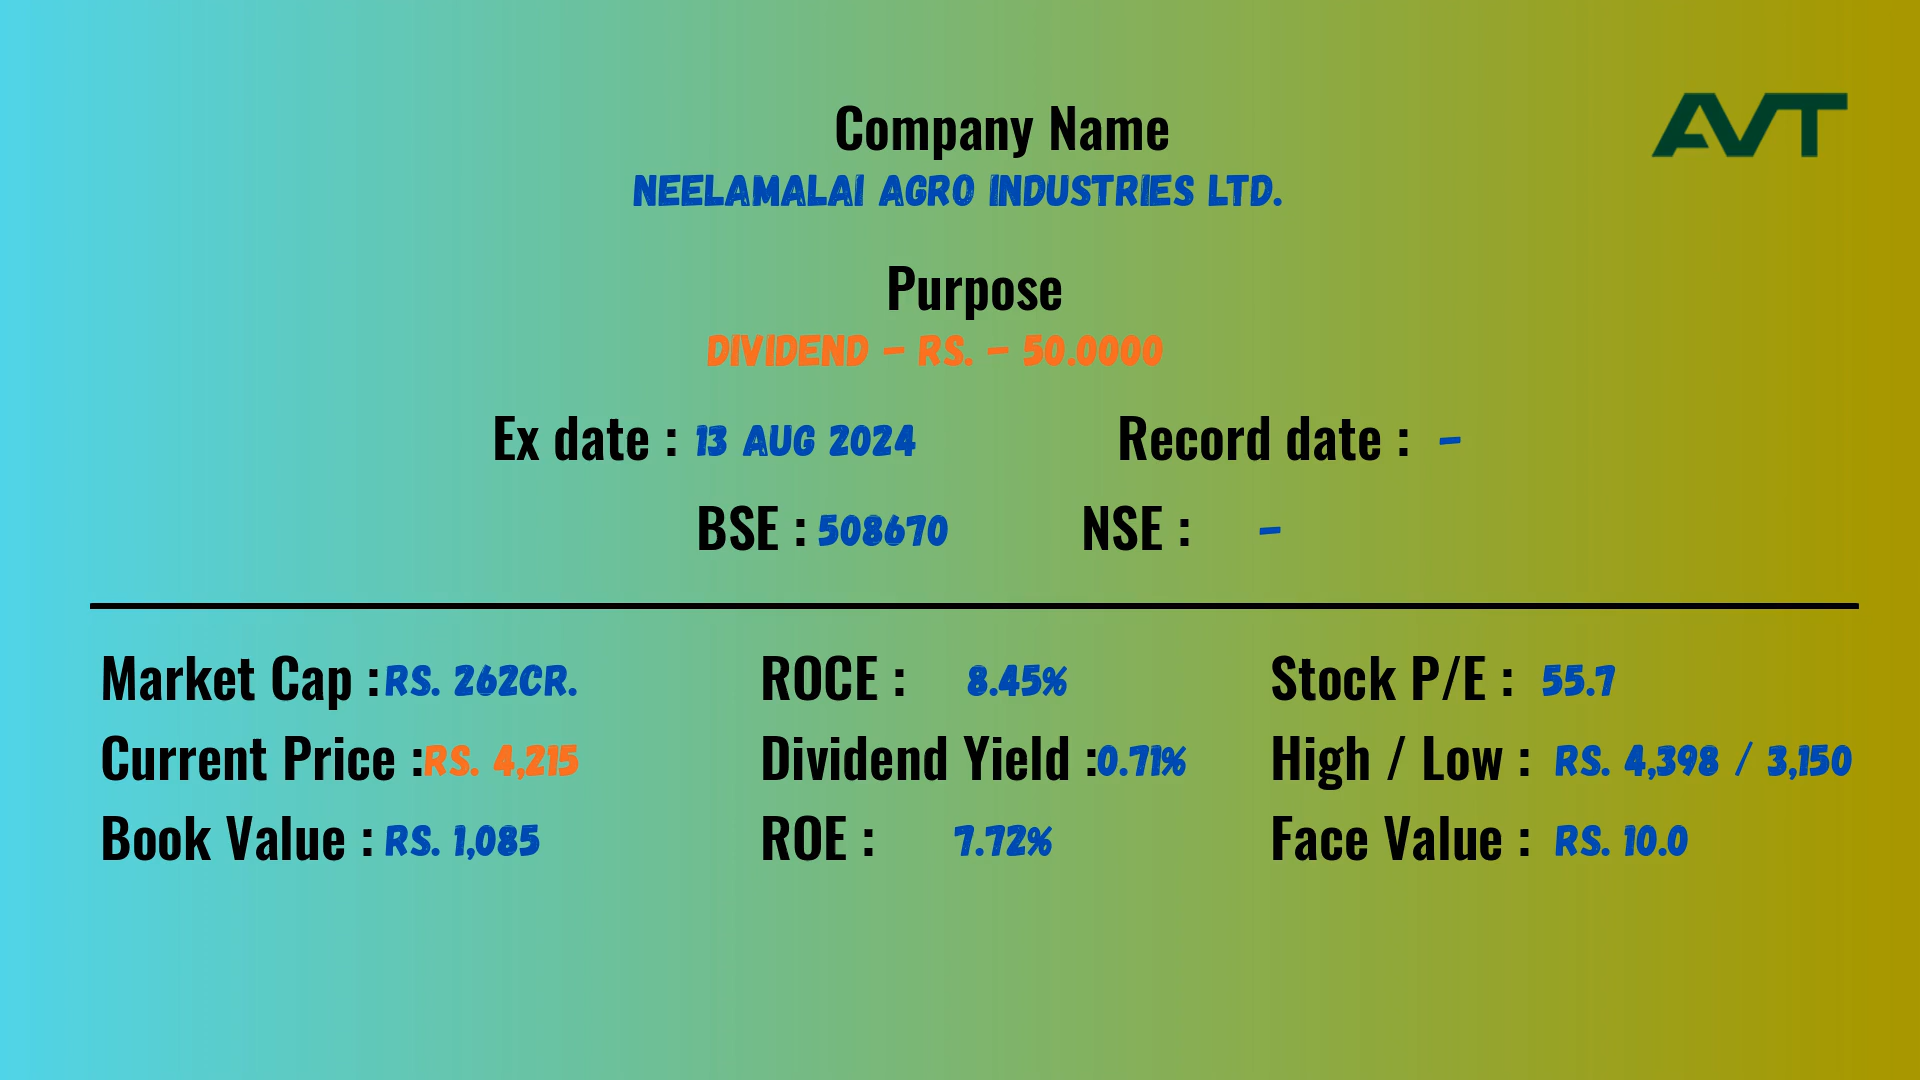 AVT
Company Name
NEELAMALAI AGRO INDUSTRIES LTD.
Purpose
DIVIDEND - RS. - 50.0000
Ex date : 13 AUG 2024 Record date : -
BSE : 508670 NSE : -
Market Cap : RS. 262CR. ROCE : 8.45% Stock P/E : 55.7
Current Price : RS. 4,215 Dividend Yield : 0.71% High / Low : RS. 4,398 / 3,150
Book Value : RS. 1,085 ROE : 7.72% Face Value : RS. 10.0